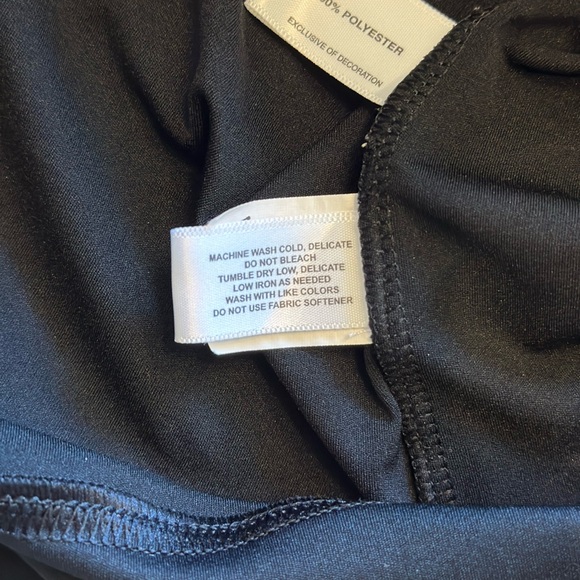 % POLYESTER
EXCLUSIVE OF DECORATION
MACHINE WASH COLD, DELICATE
DO NOT BLEACH
TUMBLE DRY LOW, DELICATE
LOW IRON AS NEEDED
WASH WITH LIKE COLORS
DO NOT USE FABRIC SOFTENER